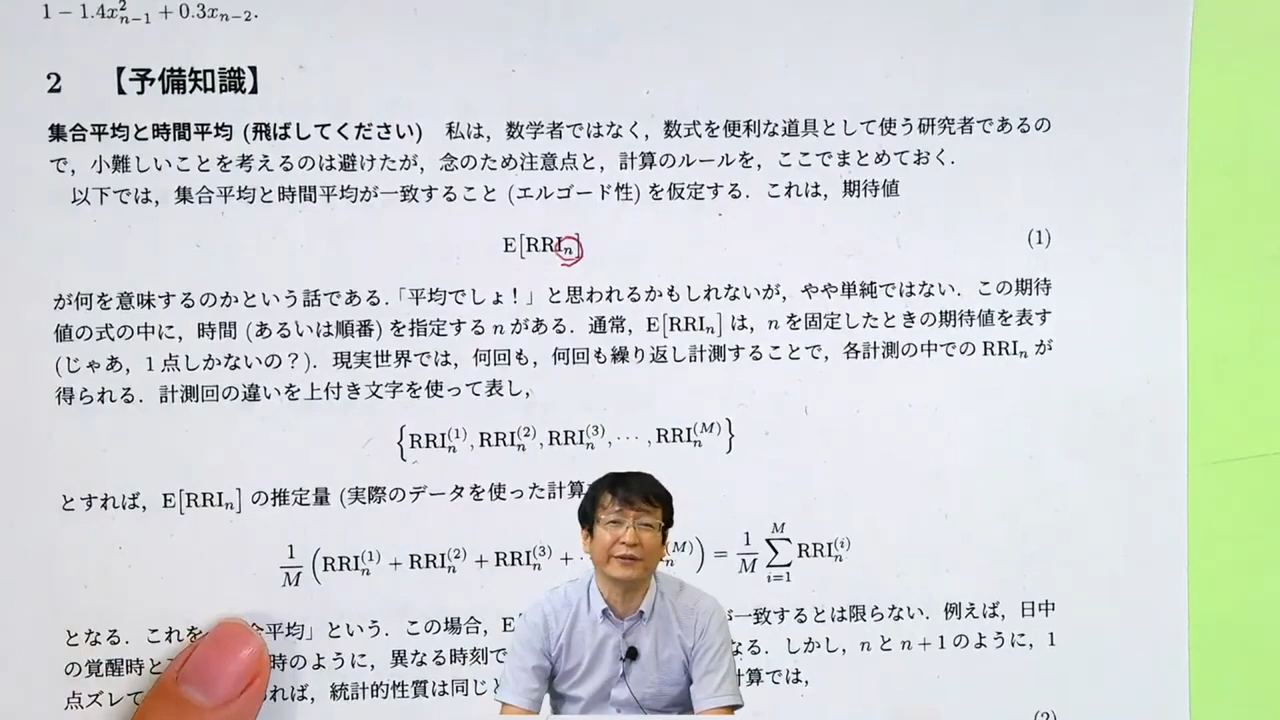 1 − 1.4x²ₙ₋₁ + 0.3xₙ₋₂.
2 【予備知識】
集合平均と時間平均 (飛ばしてください) 私は，数学者ではなく，数式を便利な道具として使う研究者であるの
で，小難しいことを考えるのは避けたが，念のため注意点と，計算のルールを，ここでまとめておく．
以下では，集合平均と時間平均が一致すること (エルゴード性) を仮定する．これは，期待値
E[RRIₙ] (1)
が何を意味するのかという話である．「平均でしょ！」と思われるかもしれないが，やや単純ではない．この期待
値の式の中に，時間 (あるいは順番) を指定する n がある．通常，E[RRIₙ] は，n を固定したときの期待値を表す
(じゃあ，1 点しかないの？)．現実世界では，何回も，何回も繰り返し計測することで，各計測の中での RRIₙ が
得られる．計測回の違いを上付き文字を使って表し，
{RRIₙ⁽¹⁾, RRIₙ⁽²⁾, RRIₙ⁽³⁾, ⋯ , RRIₙ⁽ᴹ⁾}
とすれば，E[RRIₙ] の推定量 (実際のデータを使った計算
1/M (RRIₙ⁽¹⁾ + RRIₙ⁽²⁾ + RRIₙ⁽³⁾ + · ₙ⁽ᴹ⁾) = 1/M ∑ᵢ₌₁ᴹ RRIₙ⁽ⁱ⁾
となる．これを 合平均」という．この場合，E[ が一致するとは限らない．例えば，日中
の覚醒時と 時のように，異なる時刻で なる．しかし，n と n + 1 のように，1
点ズレて れば，統計的性質は同じと 計算では，
(2)